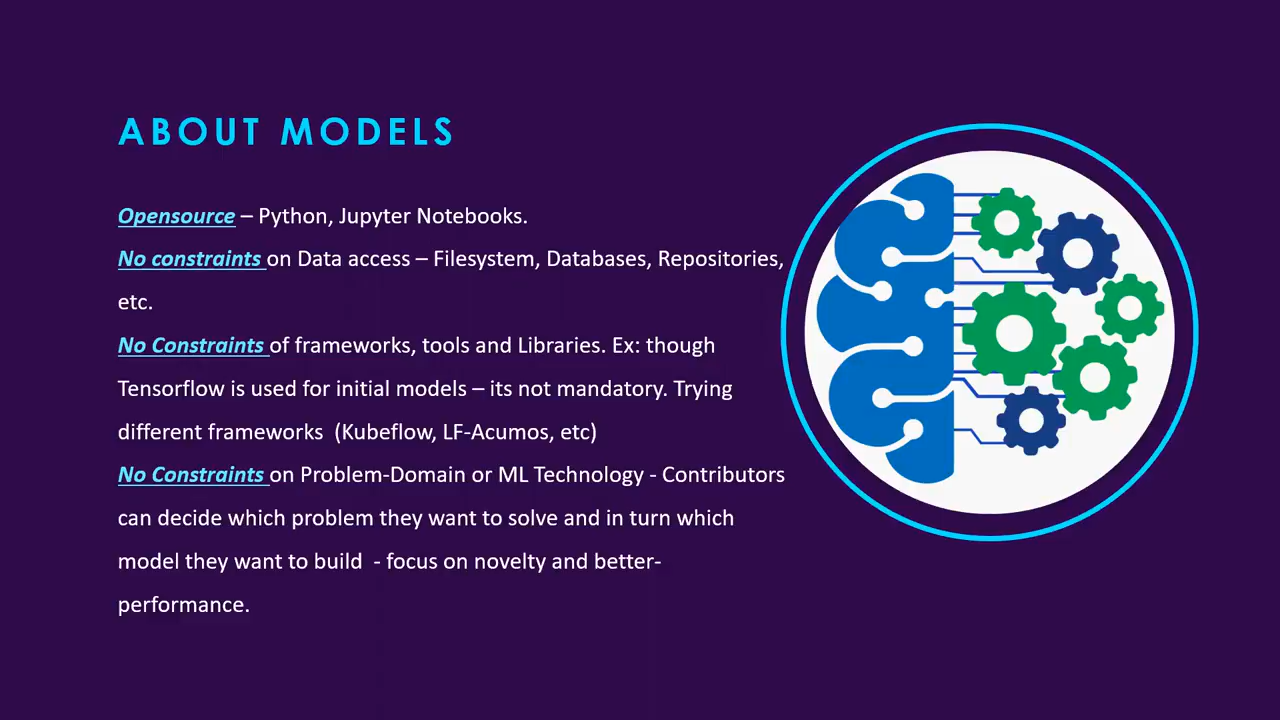 ABOUT MODELS
Opensource – Python, Jupyter Notebooks.
No constraints on Data access – Filesystem, Databases, Repositories,
etc.
No Constraints of frameworks, tools and Libraries. Ex: though
Tensorflow is used for initial models – its not mandatory. Trying
different frameworks  (Kubeflow, LF-Acumos, etc)
No Constraints on Problem-Domain or ML Technology - Contributors
can decide which problem they want to solve and in turn which
model they want to build  - focus on novelty and better-
performance.